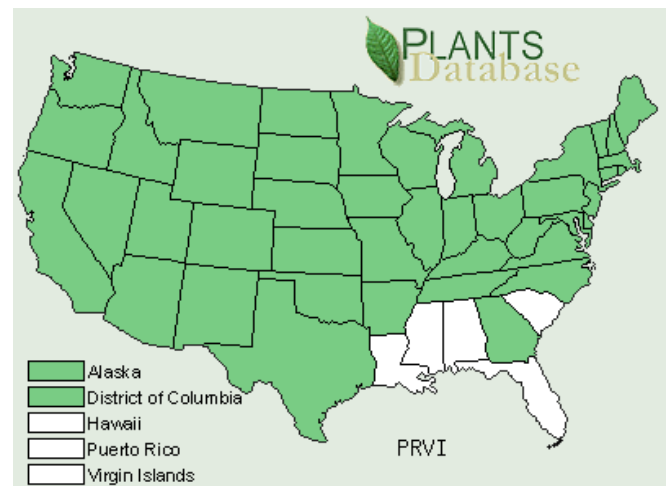 PLANTS
Database
Alaska
District of Columbia
Hawaii
Puerto Rico
Virgin Islands
PRVI